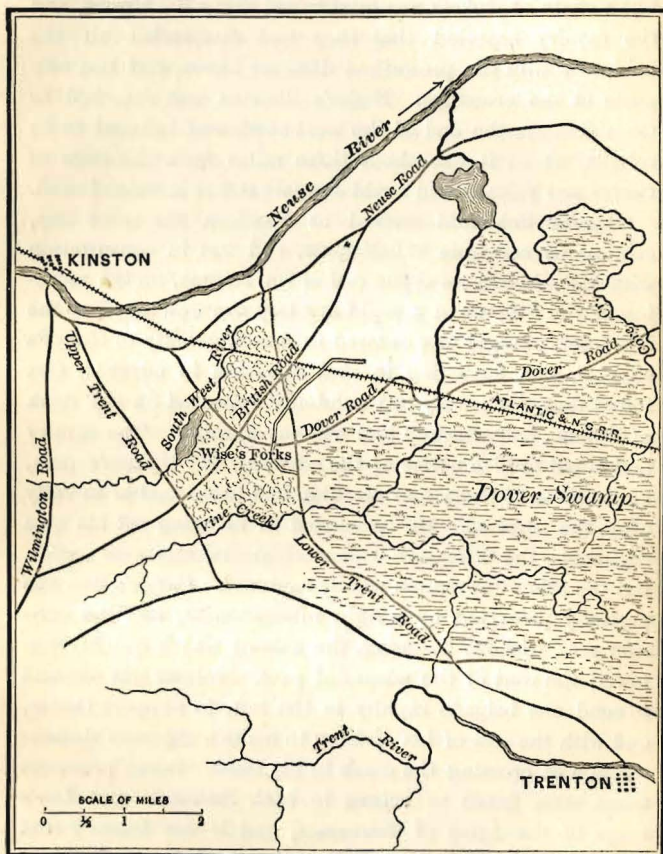 Neuse River
Neuse Road
KINSTON
Upper Trent Road
South West River
British Road
Dover Road
Dover Road
ATLANTIC & N.C.R.R.
Wise's Forks
Wilmington Road
Dover Swamp
Creek
Lower Trent Road
Trent River
TRENTON
SCALE OF MILES
0 ½ 1 2